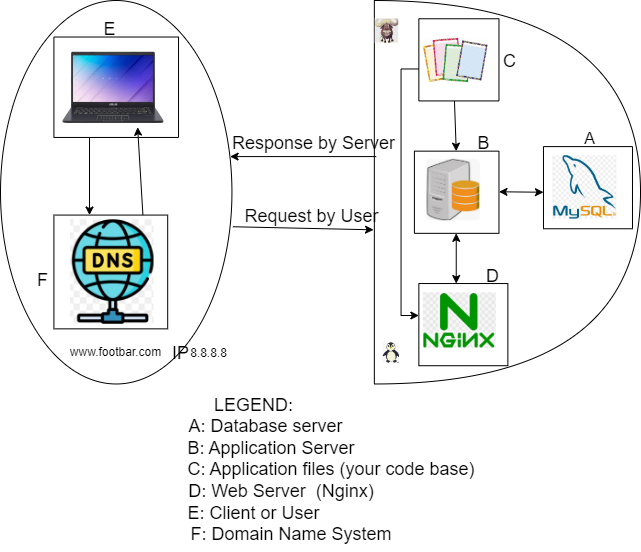 E
C
Response by Server
B
A
MySQL
Request by User
DNS
F
D
NGiNX
www.footbar.com IP 8.8.8.8
LEGEND:
A: Database server
B: Application Server
C: Application files (your code base)
D: Web Server (Nginx)
E: Client or User
F: Domain Name System